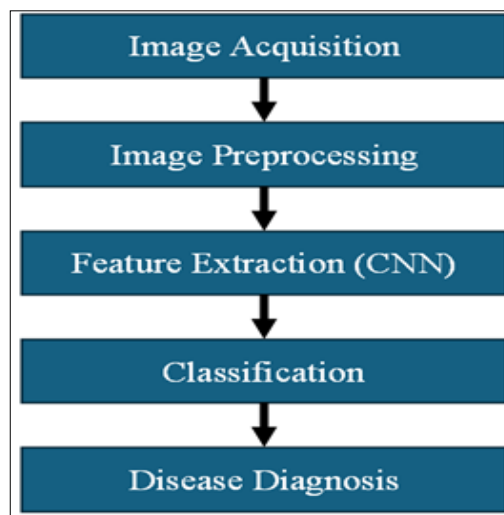 Image Acquisition
Image Preprocessing
Feature Extraction (CNN)
Classification
Disease Diagnosis